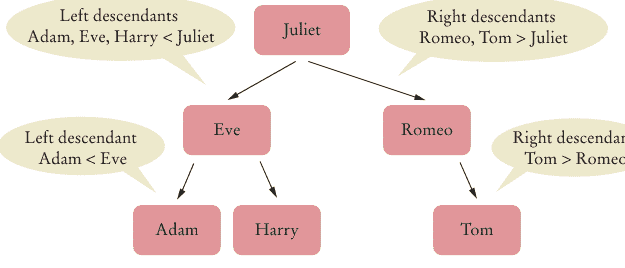 Left descendants
Adam, Eve, Harry < Juliet
Juliet
Right descendants
Romeo, Tom > Juliet
Left descendant
Adam < Eve
Eve
Romeo
Right descendan
Tom > Romeo
Adam
Harry
Tom